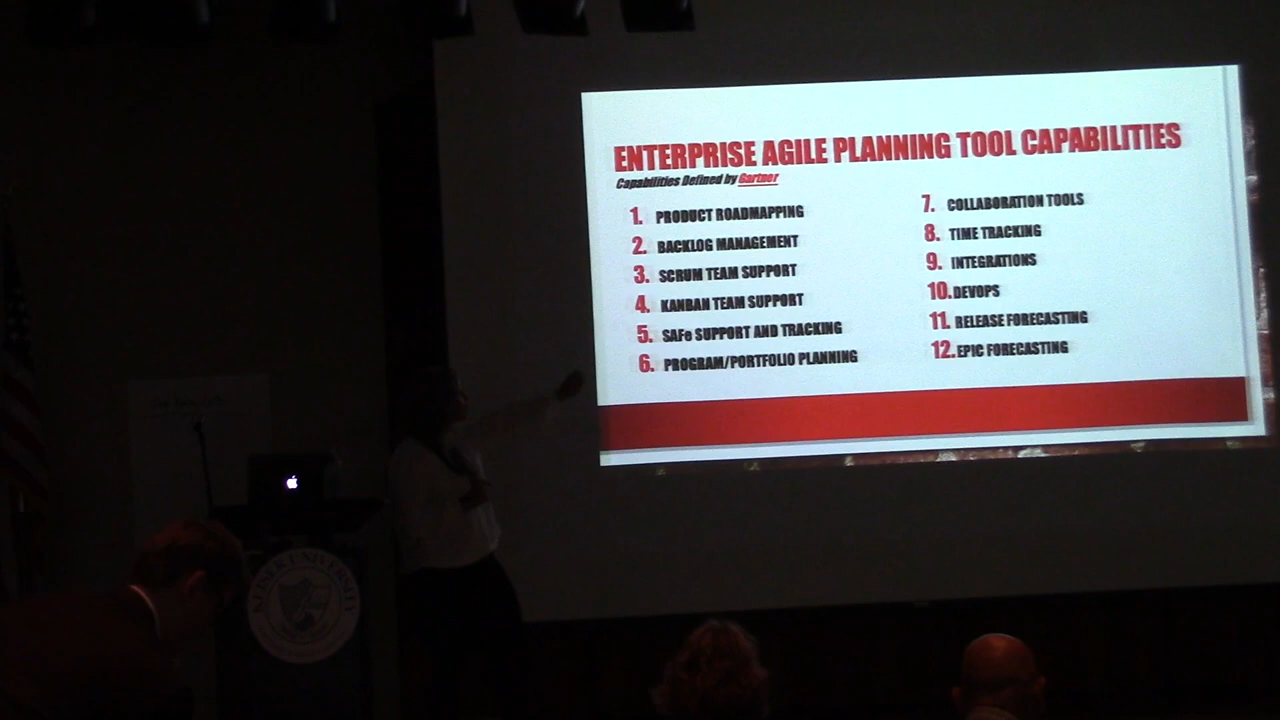 ENTERPRISE AGILE PLANNING TOOL CAPABILITIES
Capabilities Defined by Gartner
1. PRODUCT ROADMAPPING
2. BACKLOG MANAGEMENT
3. SCRUM TEAM SUPPORT
4. KANBAN TEAM SUPPORT
5. SAFe SUPPORT AND TRACKING
6. PROGRAM/PORTFOLIO PLANNING
7. COLLABORATION TOOLS
8. TIME TRACKING
9. INTEGRATIONS
10. DEVOPS
11. RELEASE FORECASTING
12. EPIC FORECASTING
KEISER UNIVERSITY